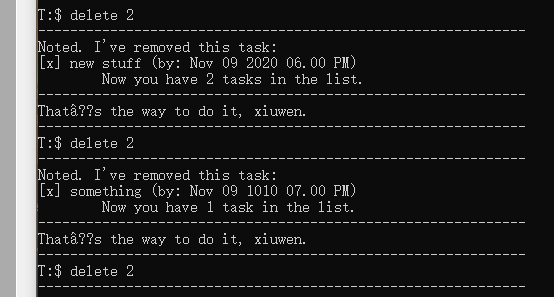 T:$ delete 2
------------------------------------------------------------
Noted. I've removed this task:
[x] new stuff (by: Nov 09 2020 06.00 PM)
        Now you have 2 tasks in the list.
------------------------------------------------------------
Thatâ??s the way to do it, xiuwen.
------------------------------------------------------------
T:$ delete 2
------------------------------------------------------------
Noted. I've removed this task:
[x] something (by: Nov 09 1010 07.00 PM)
        Now you have 1 task in the list.
------------------------------------------------------------
Thatâ??s the way to do it, xiuwen.
------------------------------------------------------------
T:$ delete 2
------------------------------------------------------------